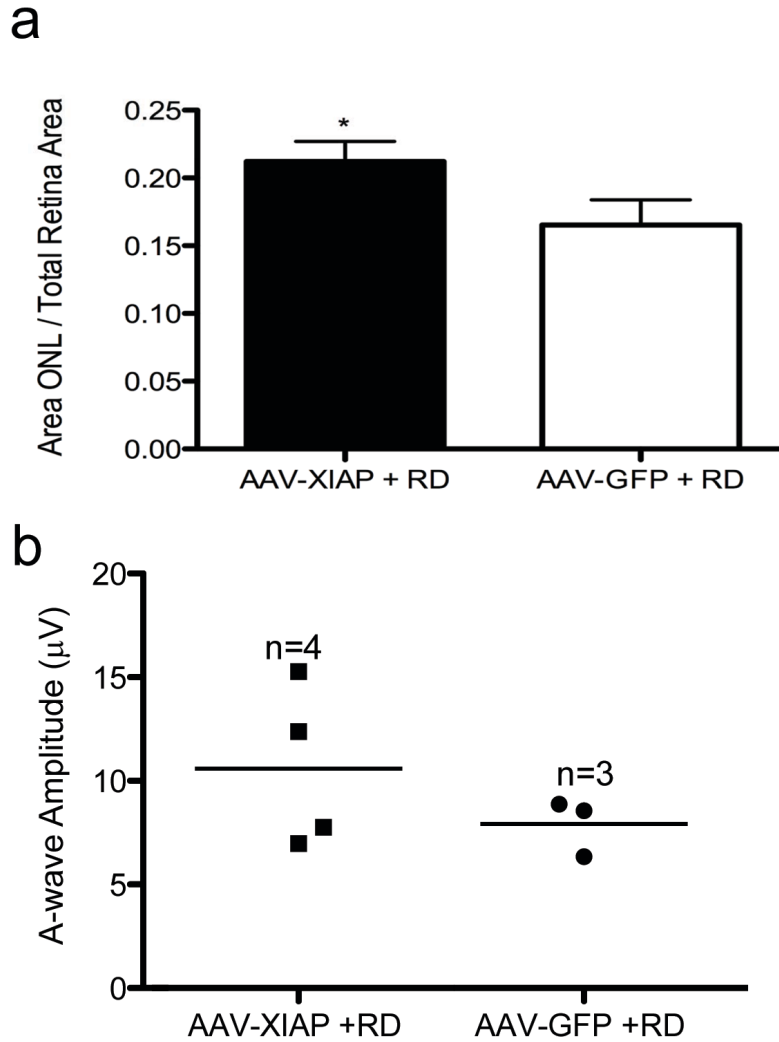 a
Area ONL / Total Retina Area
0.25
0.20
0.15
0.10
0.05
0.00
*
AAV-XIAP + RD
AAV-GFP + RD
b
A-wave Amplitude (μV)
20
15
10
5
0
n=4
n=3
AAV-XIAP +RD
AAV-GFP +RD